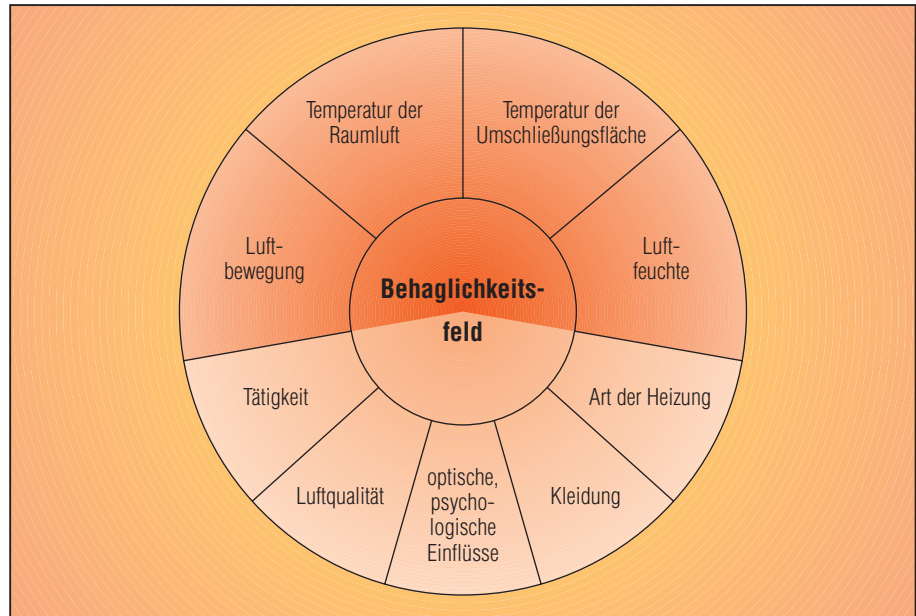 Temperatur der
Raumluft
Temperatur der
Umschließungsfläche
Luft-
bewegung
Luft-
feuchte
Behaglichkeits-
feld
Tätigkeit
Art der Heizung
Luftqualität
optische,
psycho-
logische
Einflüsse
Kleidung